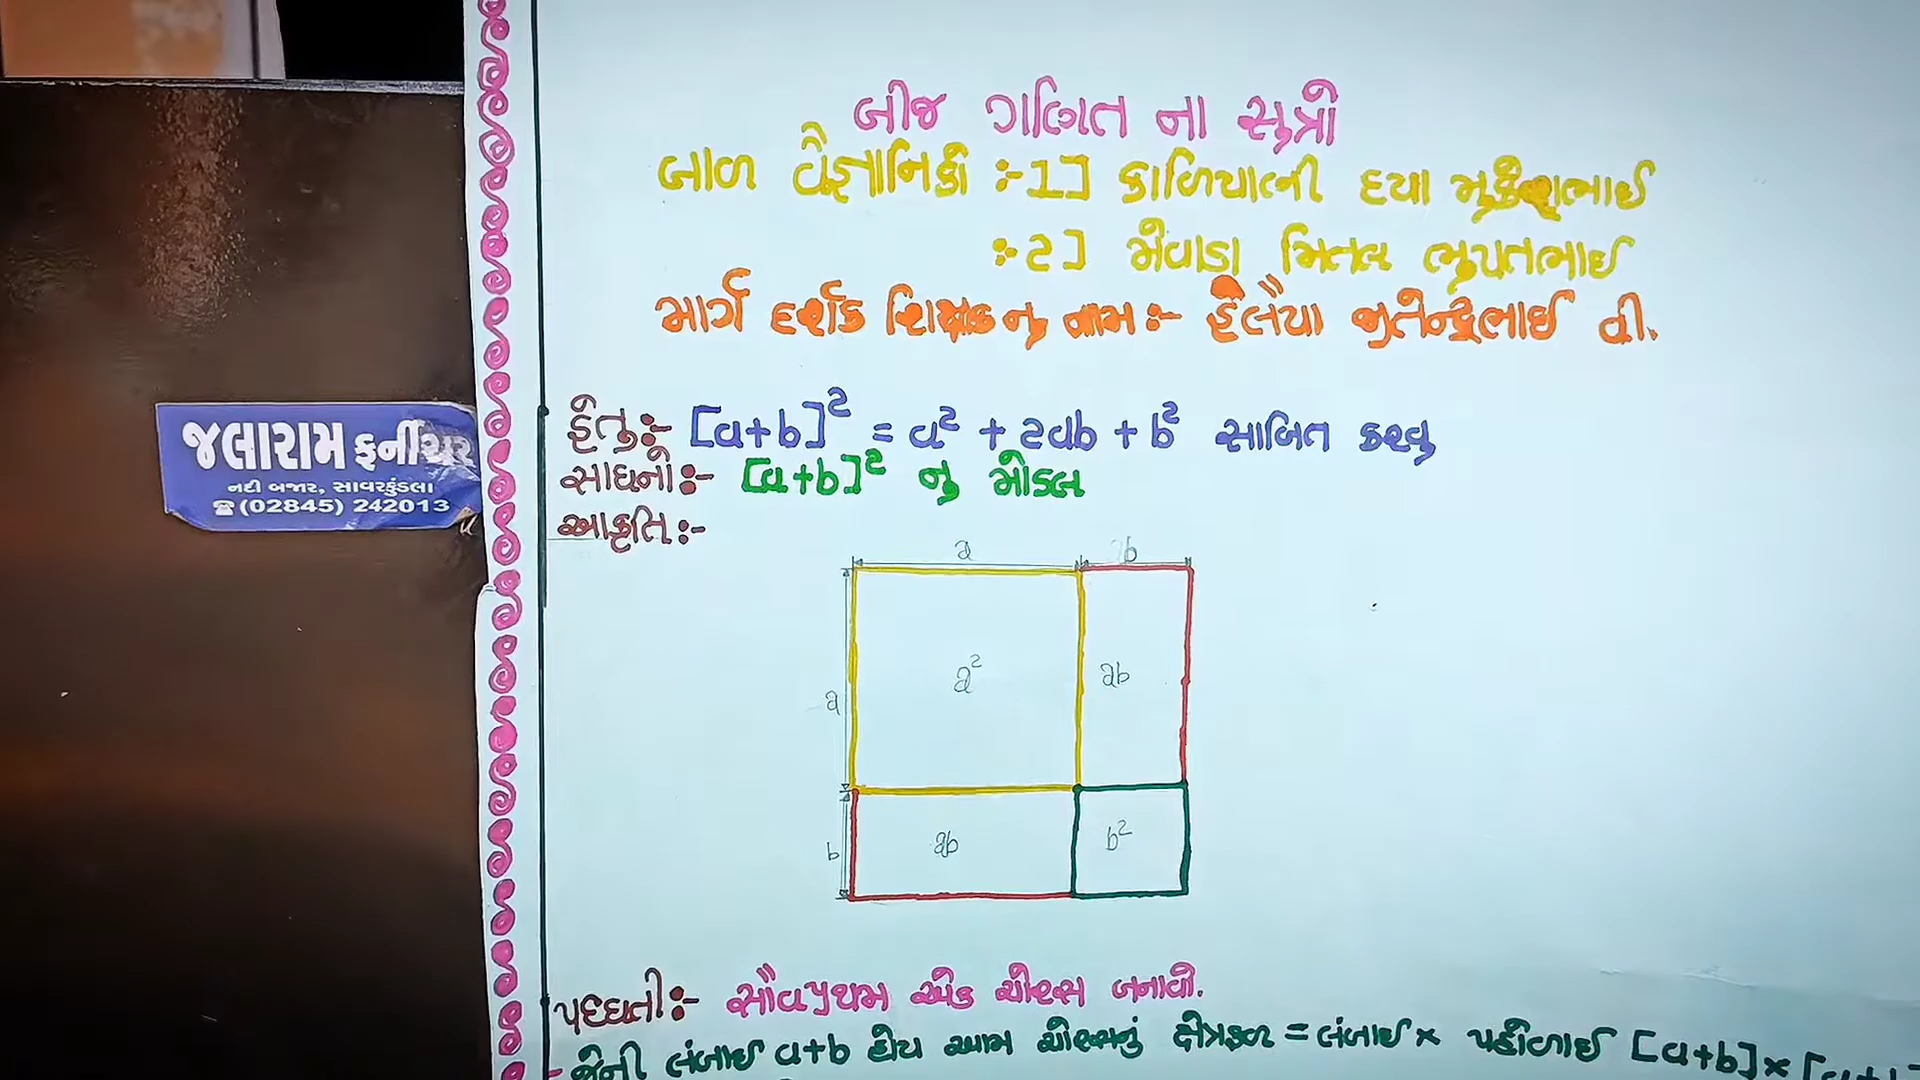 બીજ ગણિત ના સૂત્રો
બાળ વૈજ્ઞાનિકો :-1] કાળિયાણી દયા મુકેશભાઈ
:-2] મેવાડા મિતલ ભુપતભાઈ
માર્ગ દર્શક શિક્ષક નુ નામ :- હેલૈયા જીતેન્દ્રભાઈ વી.
હેતુ :- [a+b]² = a² + 2ab + b² સાબિત કરવુ
સાધનો :- [a+b]² નુ મોડલ
આકૃતિ :-
a b
a a² ab
b ab b²
પદ્ધતી :- સૌવપ્રથમ એક ચોરસ બનાવો.
જેની લંબાઈ a+b હોય આમ ચોરસનું ક્ષેત્રફળ = લંબાઈ × પહોળાઈ [a+b]×
જલારામ ફર્નીચર
નદી બજાર, સાવરકુંડલા
☎(02845) 242013